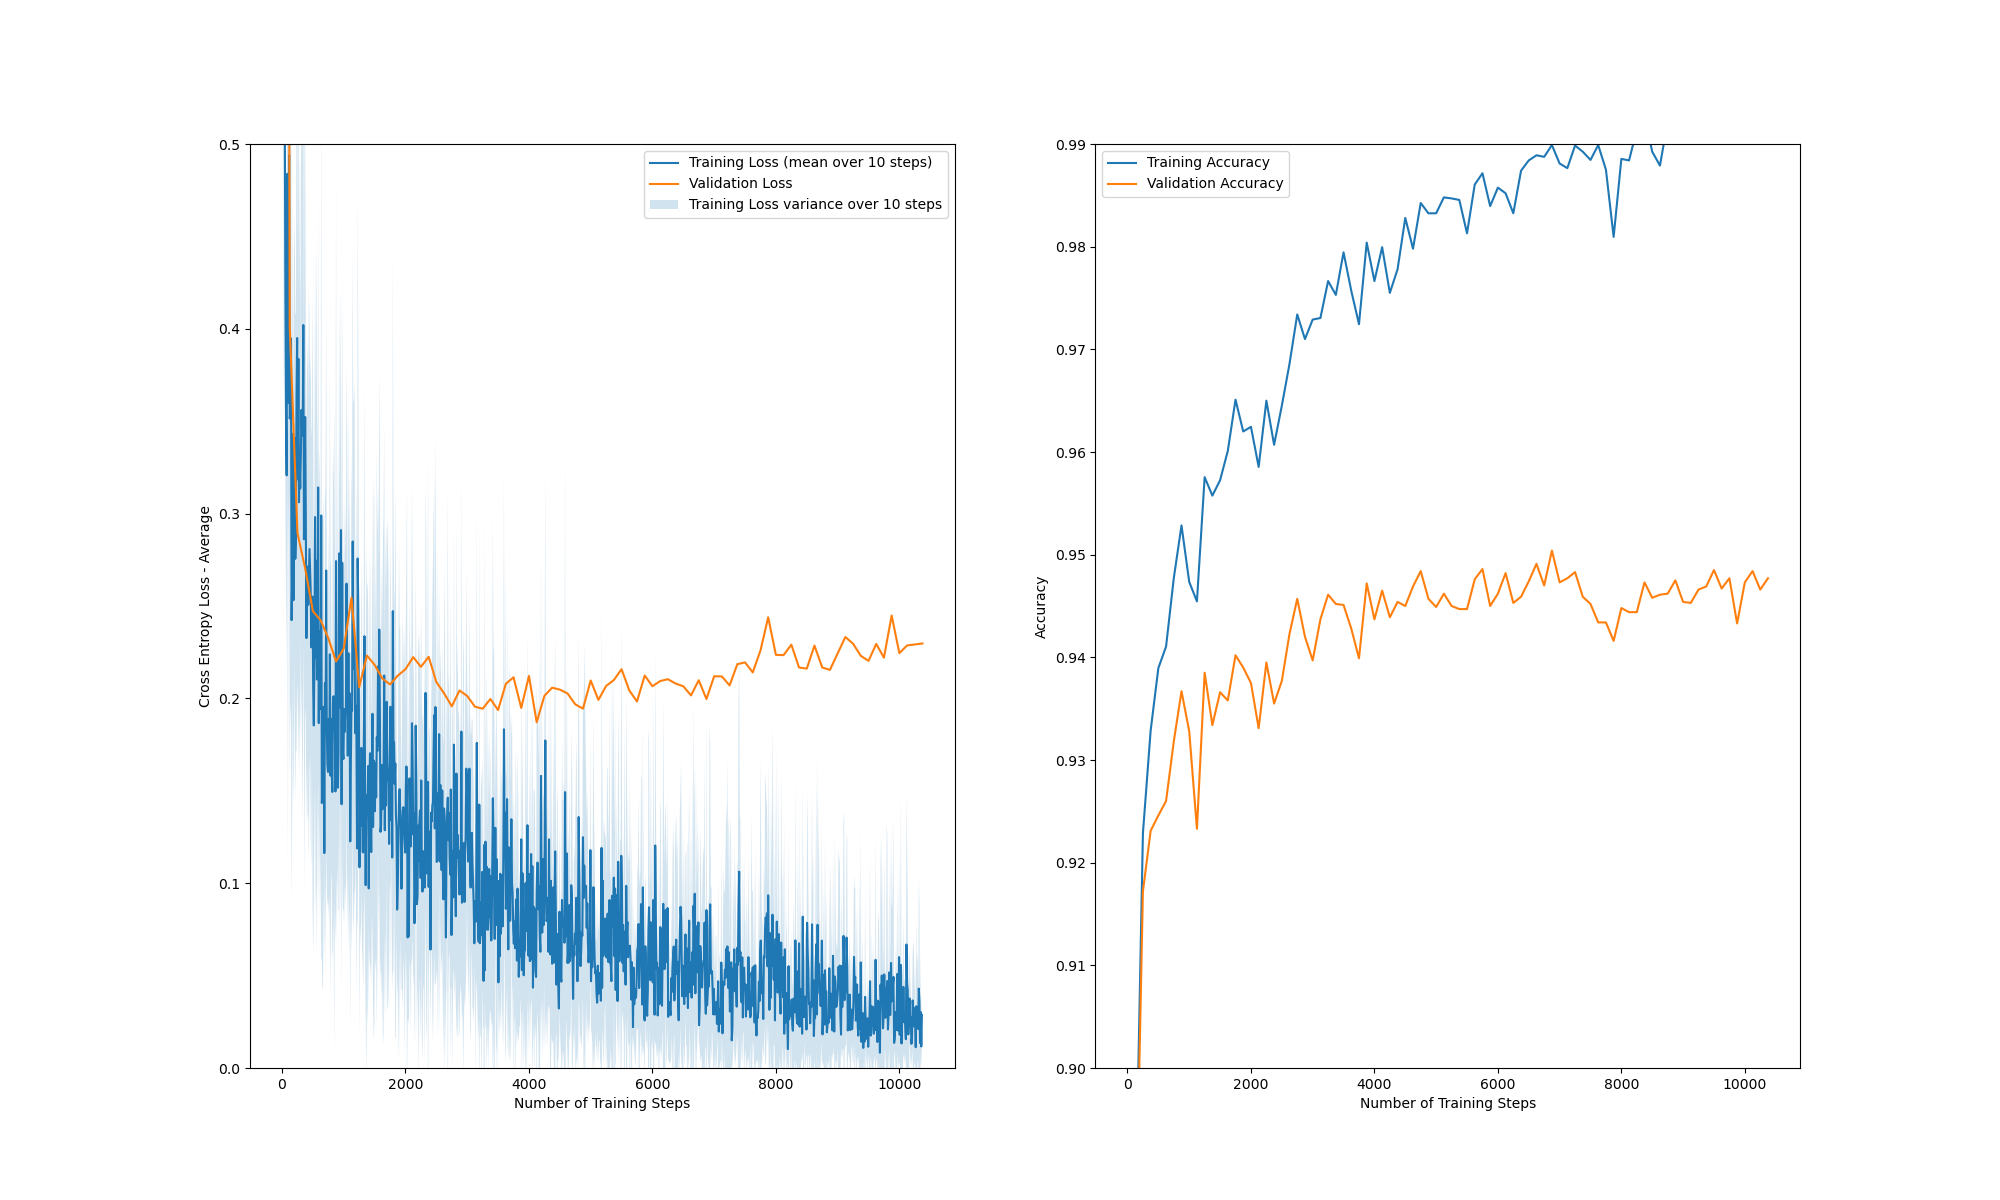 0.5
0.4
0.3
0.2
0.1
0.0
Cross Entropy Loss - Average
Training Loss (mean over 10 steps)
Validation Loss
Training Loss variance over 10 steps
0 2000 4000 6000 8000 10000
Number of Training Steps
0.99
0.98
0.97
0.96
0.95
0.94
0.93
0.92
0.91
0.90
Accuracy
Training Accuracy
Validation Accuracy
0 2000 4000 6000 8000 10000
Number of Training Steps